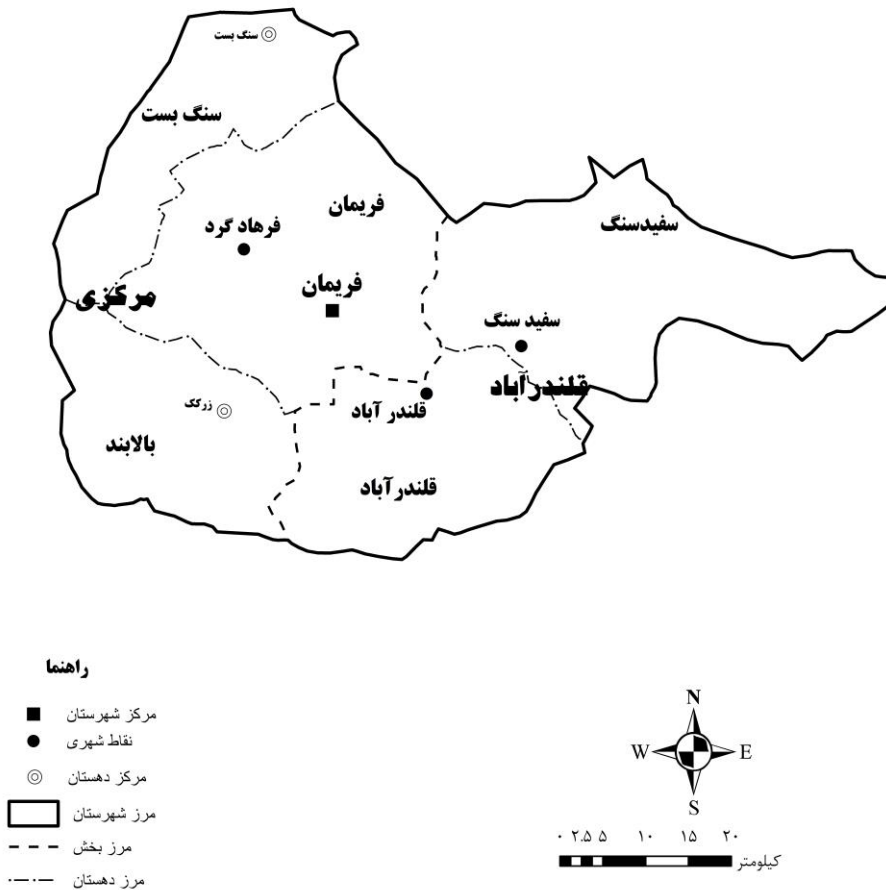 سنگ بست
سنگ بست
فریمان
فرهاد گرد
سفیدسنگ
فریمان
مرکزی
سفید سنگ
قلندرآباد
قلندر آباد
زرکک
بالابند
قلندرآباد
راهنما
مرکز شهرستان
نقاط شهری
مرکز دهستان
مرز شهرستان
مرز بخش
مرز دهستان
N
W E
S
۰ ۲.۵ ۵ ۱۰ ۱۵ ۲۰
کیلومتر